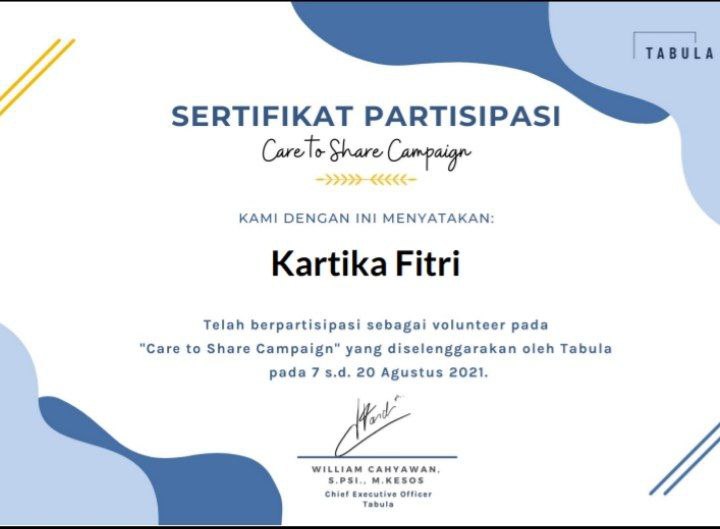 TABULA
SERTIFIKAT PARTISIPASI
Care to Share Campaign
KAMI DENGAN INI MENYATAKAN:
Kartika Fitri
Telah berpartisipasi sebagai volunteer pada
"Care to Share Campaign" yang diselenggarakan oleh Tabula
pada 7 s.d. 20 Agustus 2021.
WILLIAM CAHYAWAN,
S.PSI., M.KESOS
Chief Executive Officer
Tabula